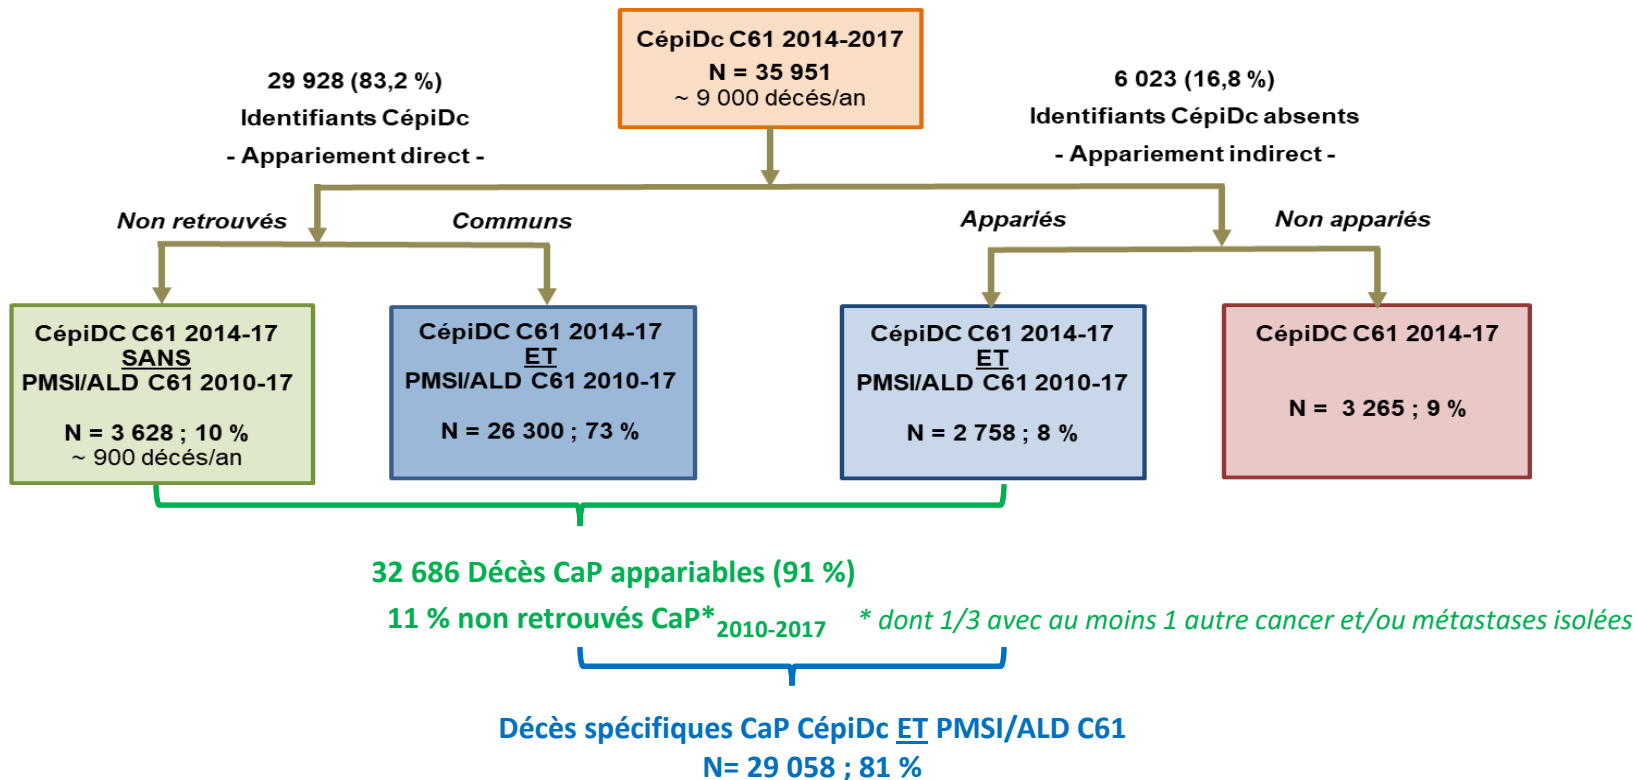 CépiDc C61 2014-2017
N = 35 951
~ 9 000 décés/an
29 928 (83,2 %)
Identifiants CépiDc
- Appariement direct -
6 023 (16,8 %)
Identifiants CépiDc absents
- Appariement indirect -
Non retrouvés
Communs
Appariés
Non appariés
CépiDC C61 2014-17
SANS
PMSI/ALD C61 2010-17
N = 3 628 ; 10 %
~ 900 décés/an
CépiDC C61 2014-17
ET
PMSI/ALD C61 2010-17
N = 26 300 ; 73 %
CépiDC C61 2014-17
ET
PMSI/ALD C61 2010-17
N = 2 758 ; 8 %
CépiDC C61 2014-17
N = 3 265 ; 9 %
32 686 Décès CaP appariables (91 %)
11 % non retrouvés CaP*2010-2017 * dont 1/3 avec au moins 1 autre cancer et/ou métastases isolées
Décès spécifiques CaP CépiDc ET PMSI/ALD C61
N= 29 058 ; 81 %